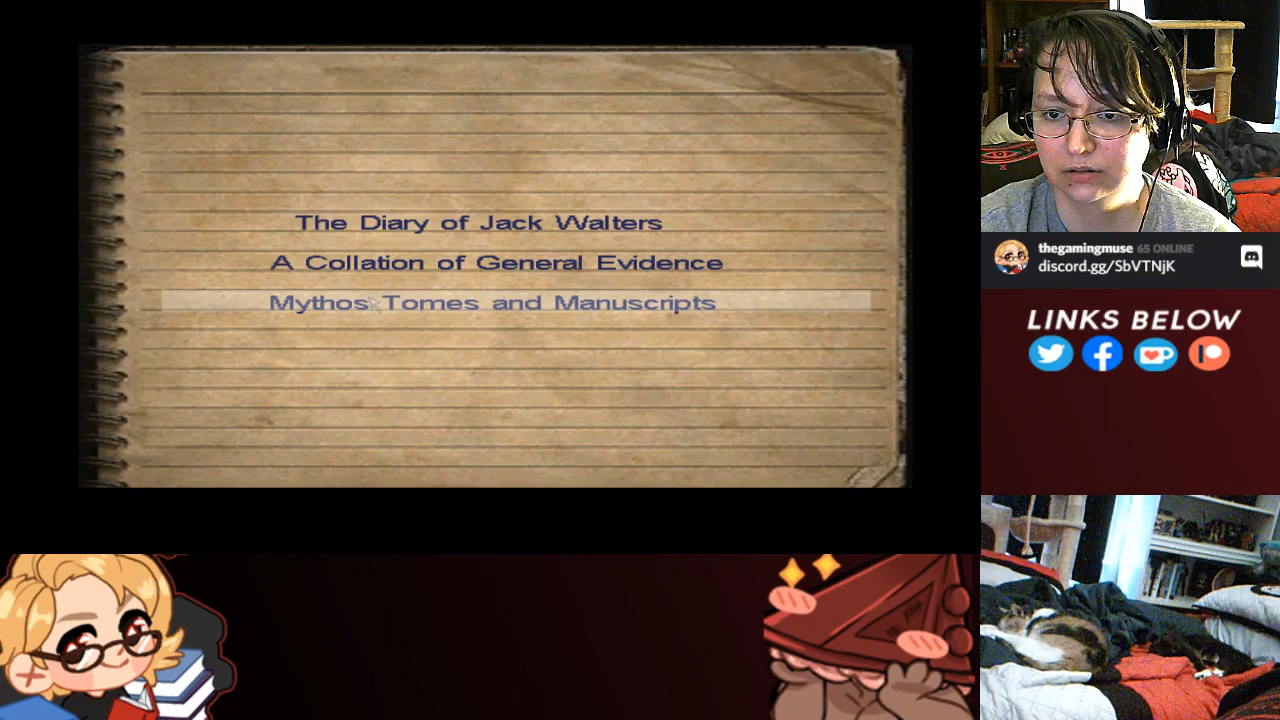 The Diary of Jack Walters
A Collation of General Evidence
Mythos Tomes and Manuscripts
thegamingmuse 65 ONLINE
discord.gg/SbVTNjK
LINKS BELOW